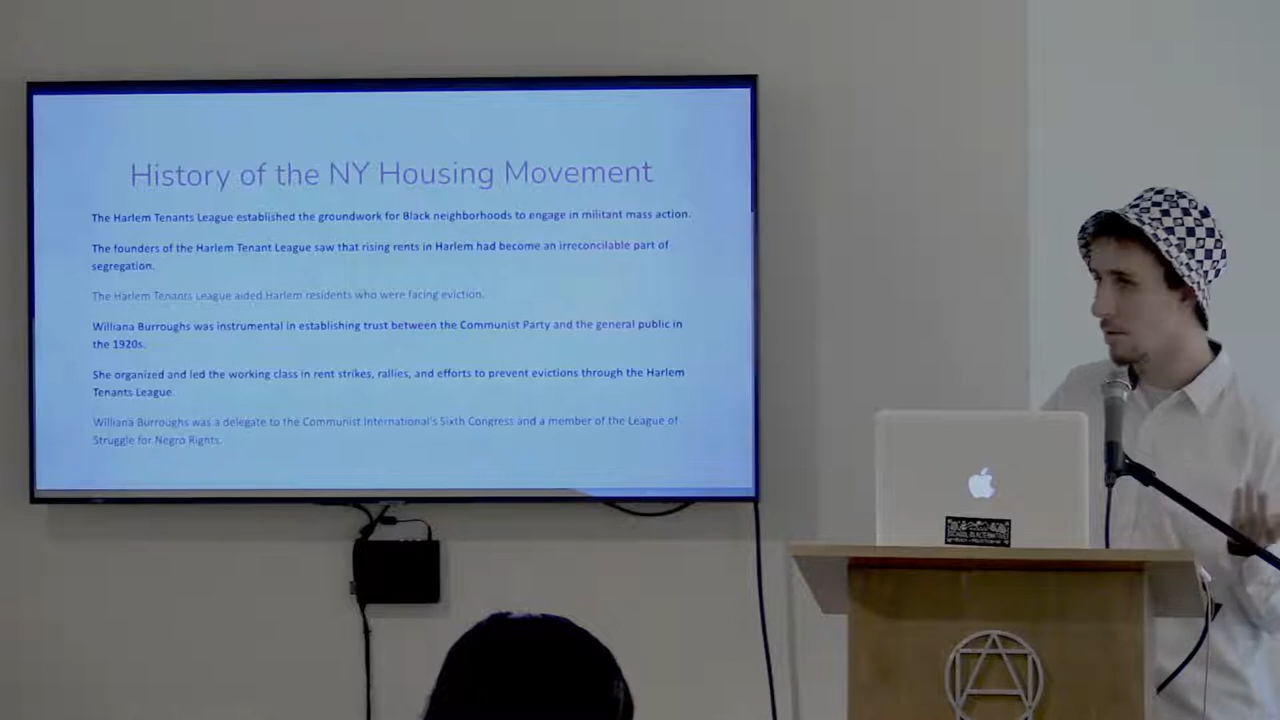 History of the NY Housing Movement
The Harlem Tenants League established the groundwork for Black neighborhoods to engage in militant mass action.
The founders of the Harlem Tenant League saw that rising rents in Harlem had become an irreconcilable part of
segregation.
The Harlem Tenants League aided Harlem residents who were facing eviction.
Williana Burroughs was instrumental in establishing trust between the Communist Party and the general public in
the 1920s.
She organized and led the working class in rent strikes, rallies, and efforts to prevent evictions through the Harlem
Tenants League.
Williana Burroughs was a delegate to the Communist International's Sixth Congress and a member of the League of
Struggle for Negro Rights.